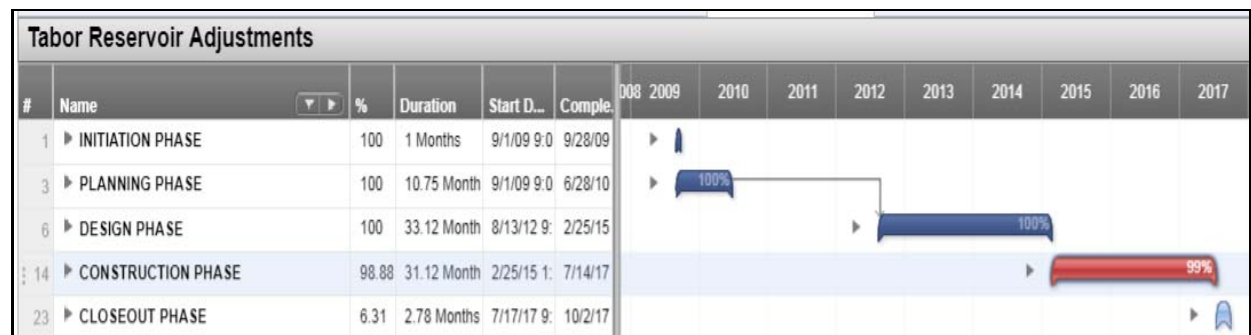 Tabor Reservoir Adjustments
# Name % Duration Start D... Comple. 008 2009 2010 2011 2012 2013 2014 2015 2016 2017
1 INITIATION PHASE 100 1 Months 9/1/09 9:0 9/28/09
3 PLANNING PHASE 100 10.75 Month 9/1/09 9:0 6/28/10 100%
6 DESIGN PHASE 100 33.12 Month 8/13/12 9: 2/25/15 100%
14 CONSTRUCTION PHASE 98.88 31.12 Month 2/25/15 1: 7/14/17 99%
23 CLOSEOUT PHASE 6.31 2.78 Months 7/17/17 9: 10/2/17